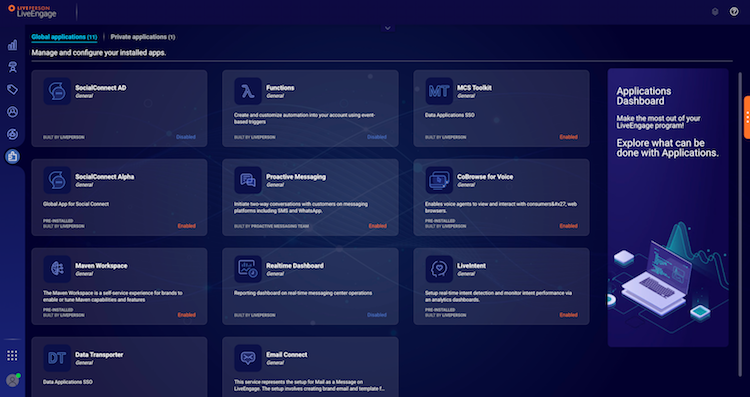 LIVEPERSON
LiveEngage
Global applications (11) | Private applications (1)
Manage and configure your installed apps.
SocialConnect AD
General
BUILT BY LIVEPERSON
Disabled
Functions
General
Create and customize automation into your account using event-
based triggers
BUILT BY LIVEPERSON
Disabled
MT
MCS Toolkit
General
Data Applications SSO
BUILT BY LIVEPERSON
Enabled
SocialConnect Alpha
General
Global App for Social Connect
PRE-INSTALLED
BUILT BY LIVEPERSON
Enabled
Proactive Messaging
General
Initiate two-way conversations with customers on messaging
platforms including SMS and WhatsApp.
BUILT BY PROACTIVE MESSAGING TEAM
Enabled
CoBrowse for Voice
General
Enables voice agents to view and interact with consumers&#x27, web
browsers.
PRE-INSTALLED
BUILT BY LIVEPERSON
Enabled
Maven Workspace
General
The Maven Workspace is a self-service experience for brands to
enable or tune Maven capabilities and features
PRE-INSTALLED
BUILT BY LIVEPERSON
Enabled
Realtime Dashboard
General
Reporting dashboard on real-time messaging center operations
BUILT BY LIVEPERSON
Disabled
LiveIntent
General
Setup real-time intent detection and monitor intent performance via
an analytics dashboards.
PRE-INSTALLED
BUILT BY LIVEPERSON
Enabled
DT
Data Transporter
General
Data Applications SSO
Email Connect
General
This service represents the setup for Mail as a Message on
LiveEngage. The setup involves creating brand email and template f...
Applications
Dashboard
Make the most out of your
LiveEngage program!
Explore what can be
done with Applications.